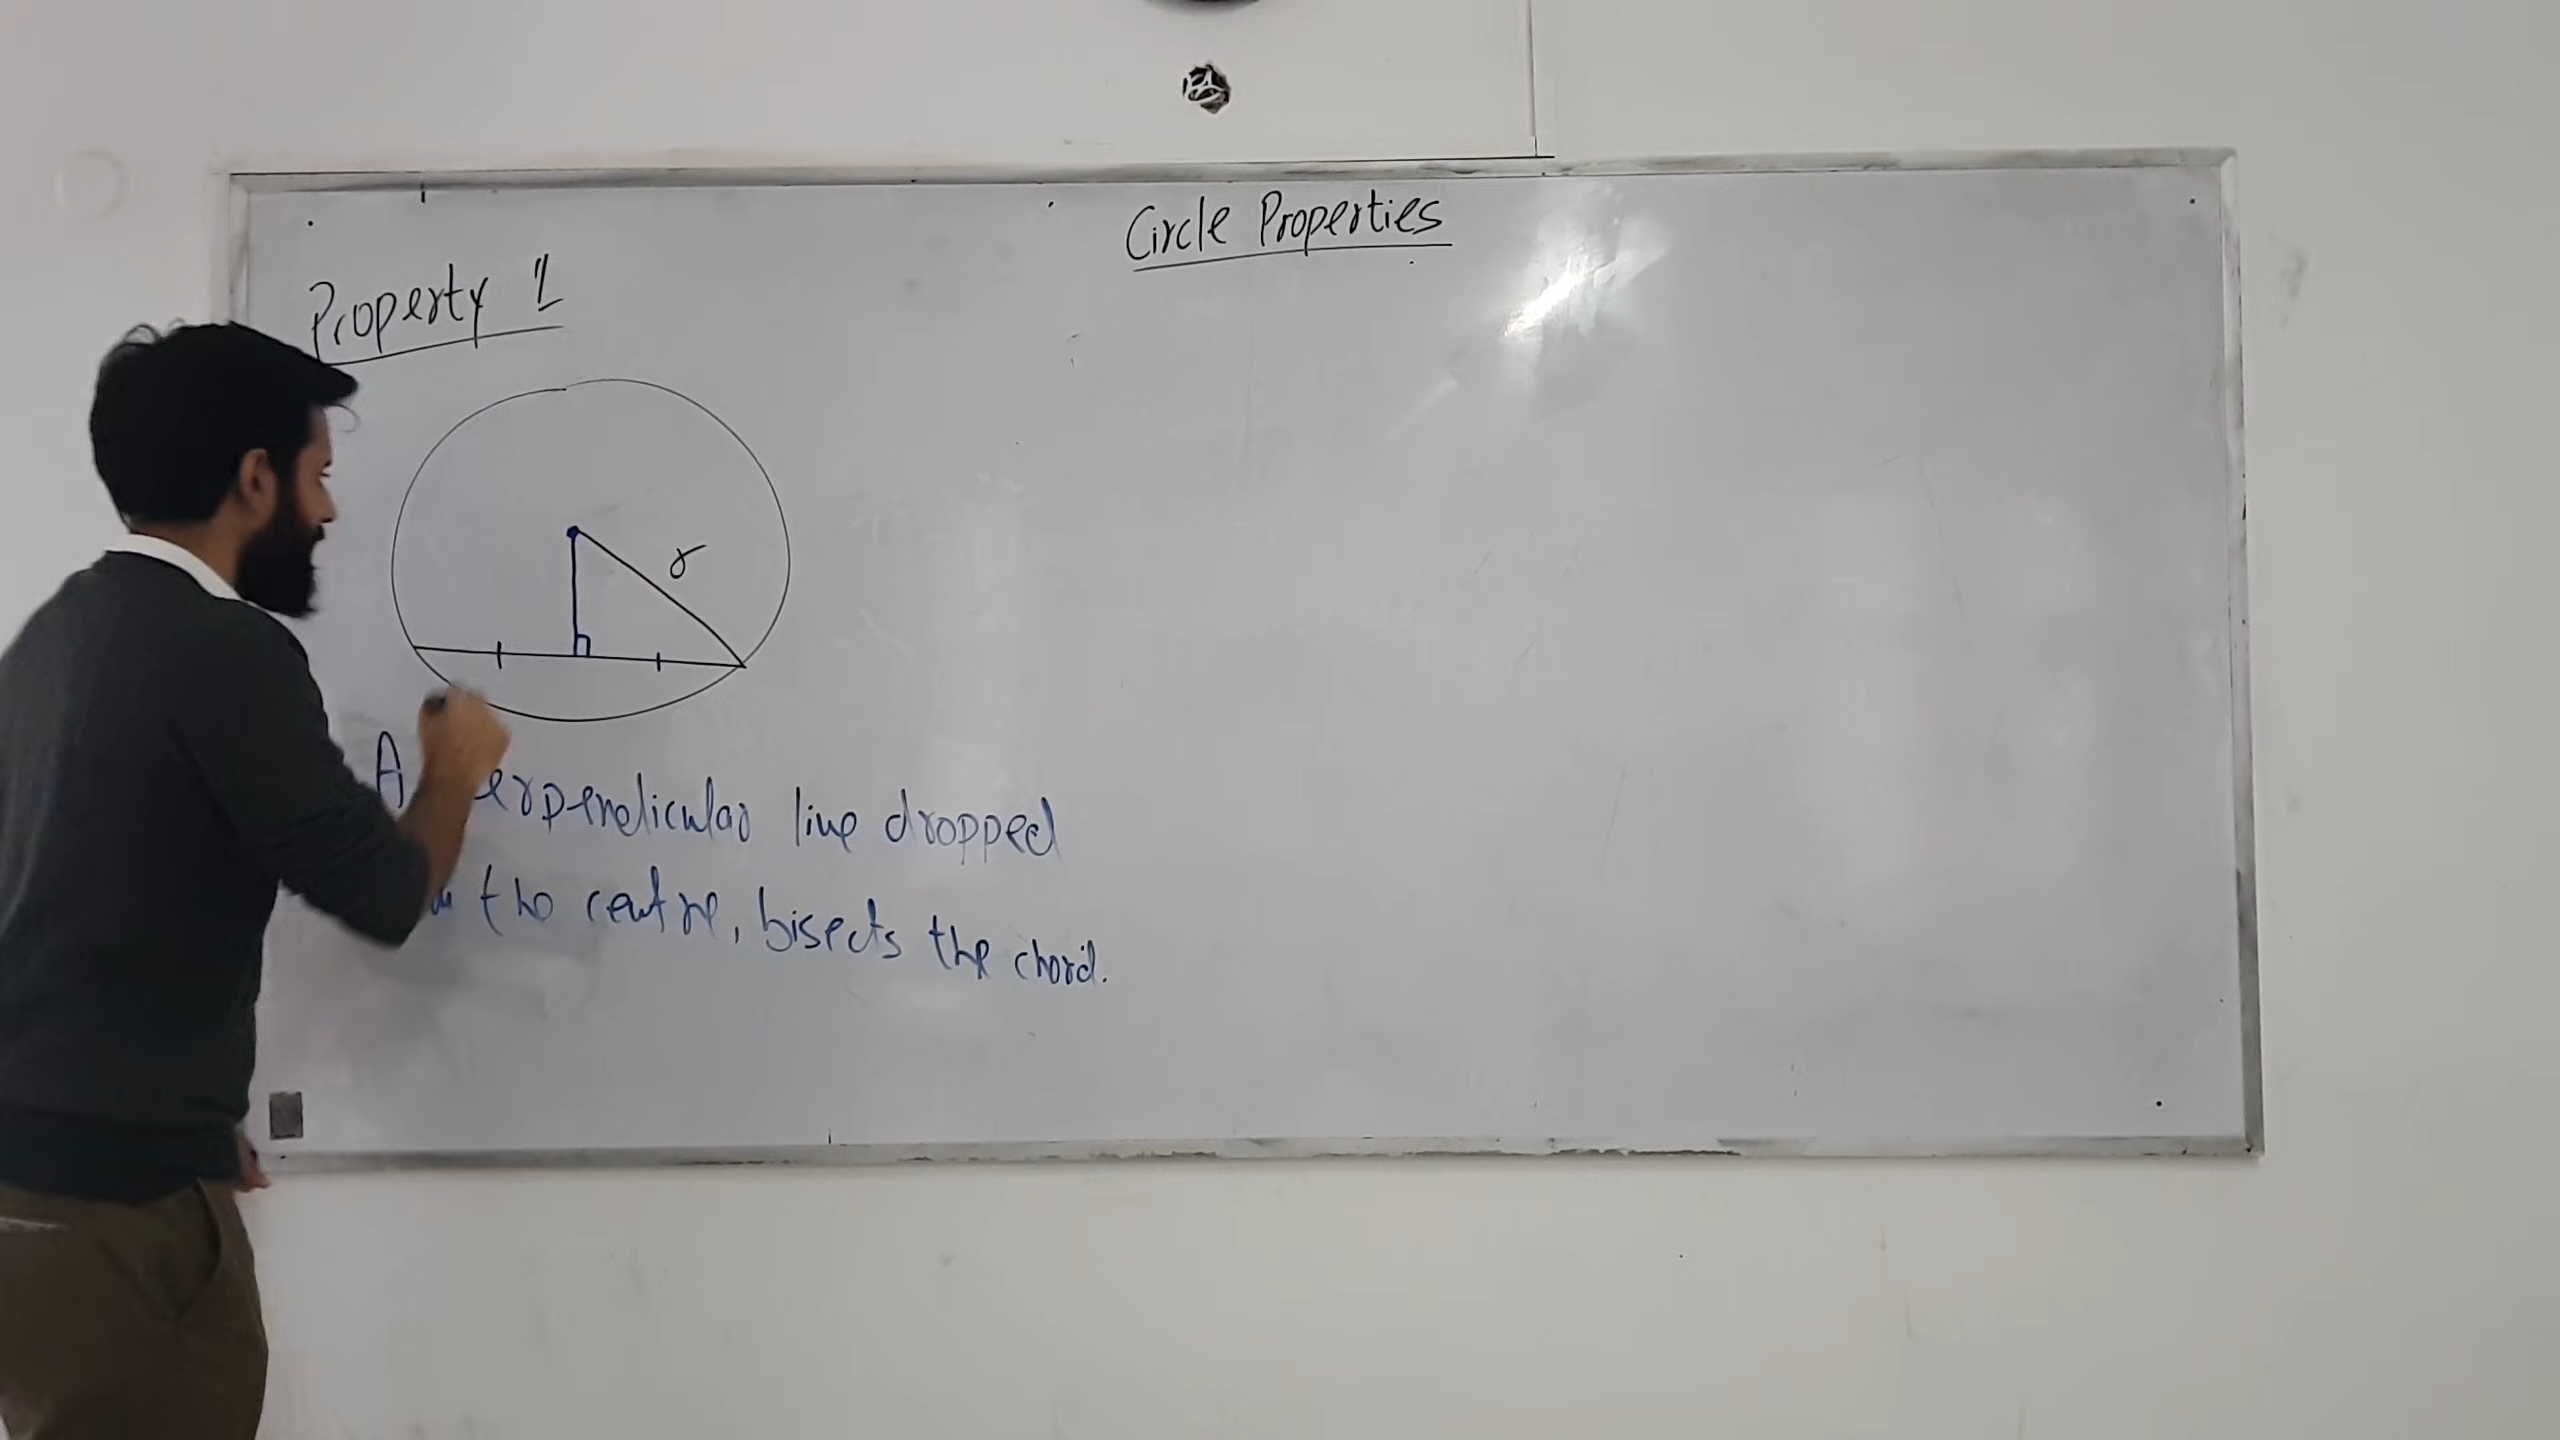 Circle Properties
Property 1
r
A perpendicular line dropped
the centre, bisects the chord.